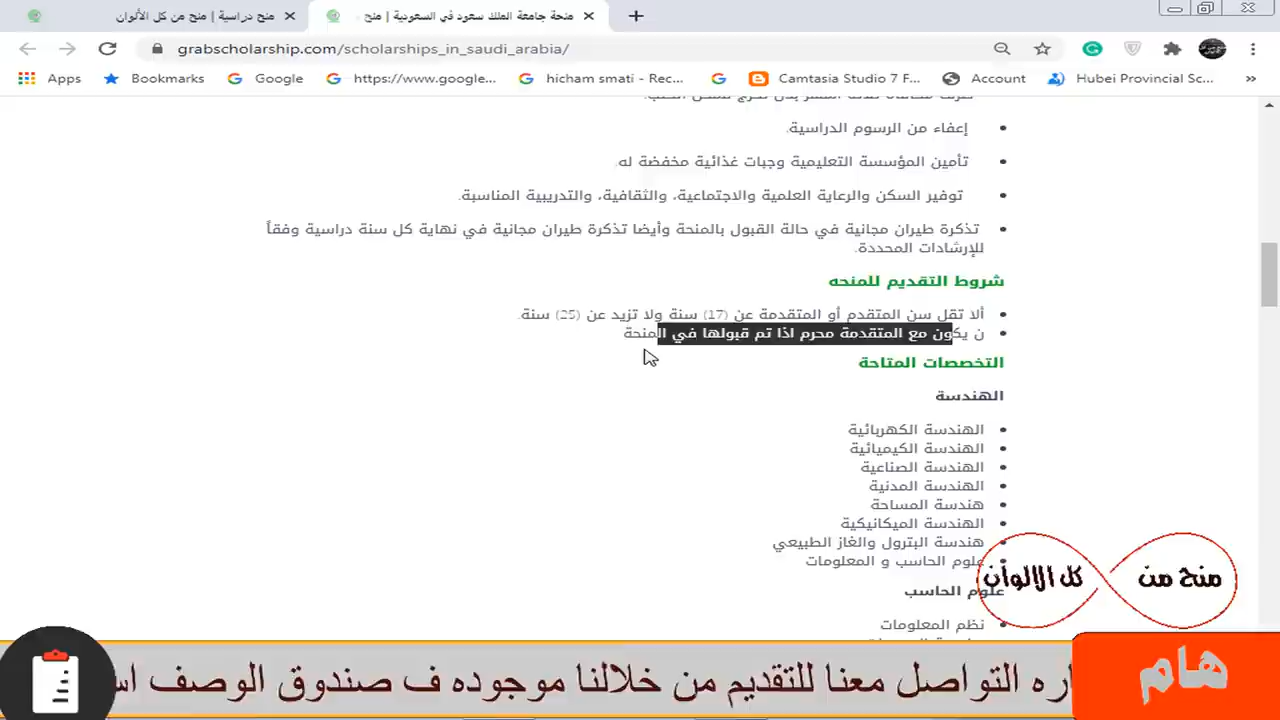 منح دراسية | منح من كل الألوان
منحة جامعة الملك سعود في السعودية | منح
grabscholarship.com/scholarships_in_saudi_arabia/
Apps Bookmarks Google https://www.google... hicham smati - Rec... Camtasia Studio 7 F... Account Hubei Provincial Sc... »
إعفاء من الرسوم الدراسية.
تأمين المؤسسة التعليمية وجبات غذائية مخفضة له.
توفير السكن والرعاية العلمية والاجتماعية، والثقافية، والتدريبية المناسبة.
تذكرة طيران مجانية في حالة القبول بالمنحة وأيضا تذكرة طيران مجانية في نهاية كل سنة دراسية وفقاً
للإرشادات المحددة.
شروط التقديم للمنحه
ألا تقل سن المتقدم أو المتقدمة عن (17) سنة ولا تزيد عن (25) سنة.
ن يكون مع المتقدمة محرم اذا تم قبولها في المنحة
التخصصات المتاحة
الهندسة
الهندسة الكهربائية
الهندسة الكيميائية
الهندسة الصناعية
الهندسة المدنية
هندسة المساحة
الهندسة الميكانيكية
هندسة البترول والغاز الطبيعي
علوم الحاسب و المعلومات
علوم الحاسب
نظم المعلومات
منح من كل الالوان
هام
اره التواصل معنا للتقديم من خلالنا موجوده ف صندوق الوصف اس